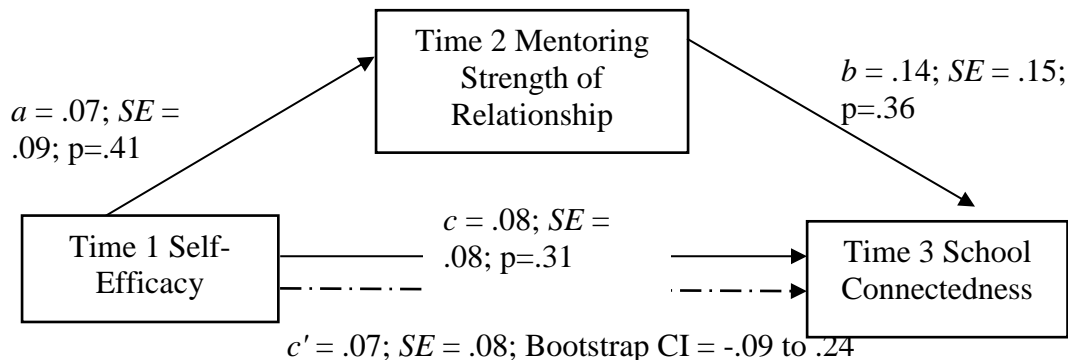 Time 2 Mentoring
Strength of
Relationship
b = .14; SE = .15;
p=.36
a = .07; SE =
.09; p=.41
Time 1 Self-
Efficacy
c = .08; SE =
.08; p=.31
Time 3 School
Connectedness
c' = .07; SE = .08; Bootstrap CI = -.09 to .24